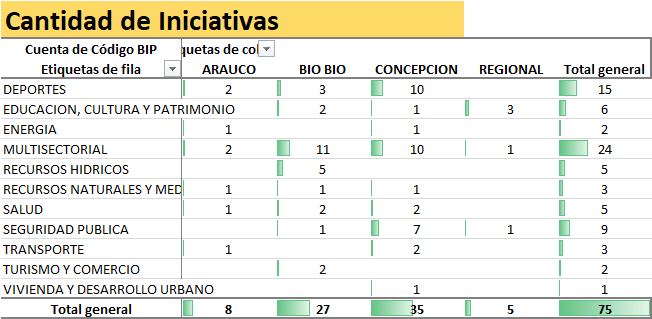 Cantidad de Iniciativas
Cuenta de Código BIP quetas de col
Etiquetas de fila ARAUCO BIO BIO CONCEPCION REGIONAL Total general
DEPORTES 2 3 10 15
EDUCACION, CULTURA Y PATRIMONIO 2 1 3 6
ENERGIA 1 1 2
MULTISECTORIAL 2 11 10 1 24
RECURSOS HIDRICOS 5 5
RECURSOS NATURALES Y MED 1 1 1 3
SALUD 1 2 2 5
SEGURIDAD PUBLICA 1 7 1 9
TRANSPORTE 1 2 3
TURISMO Y COMERCIO 2 2
VIVIENDA Y DESARROLLO URBANO 1 1
Total general 8 27 35 5 75